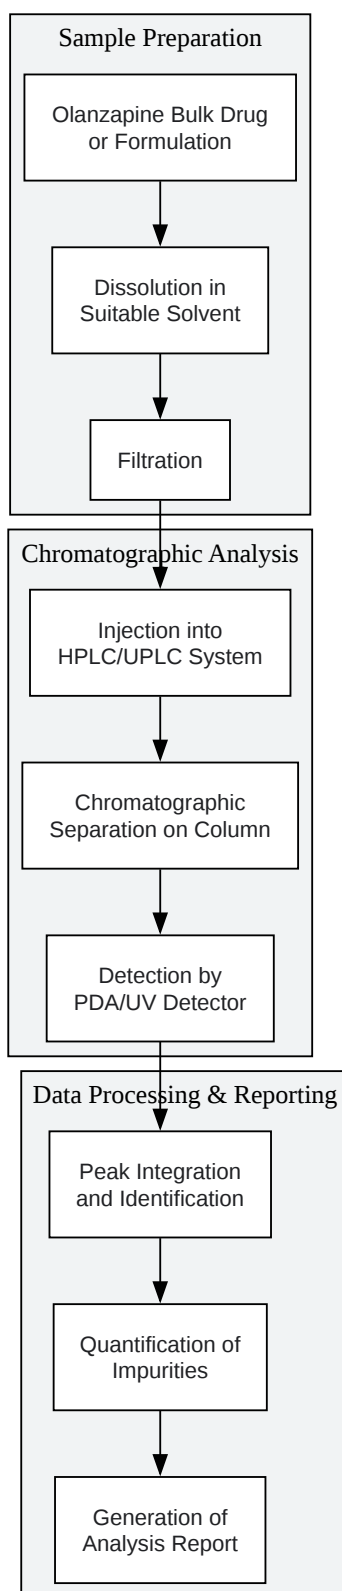 Sample Preparation
Olanzapine Bulk Drug
or Formulation
Dissolution in
Suitable Solvent
Filtration
Chromatographic Analysis
Injection into
HPLC/UPLC System
Chromatographic
Separation on Column
Detection by
PDA/UV Detector
Data Processing & Reporting
Peak Integration
and Identification
Quantification of
Impurities
Generation of
Analysis Report